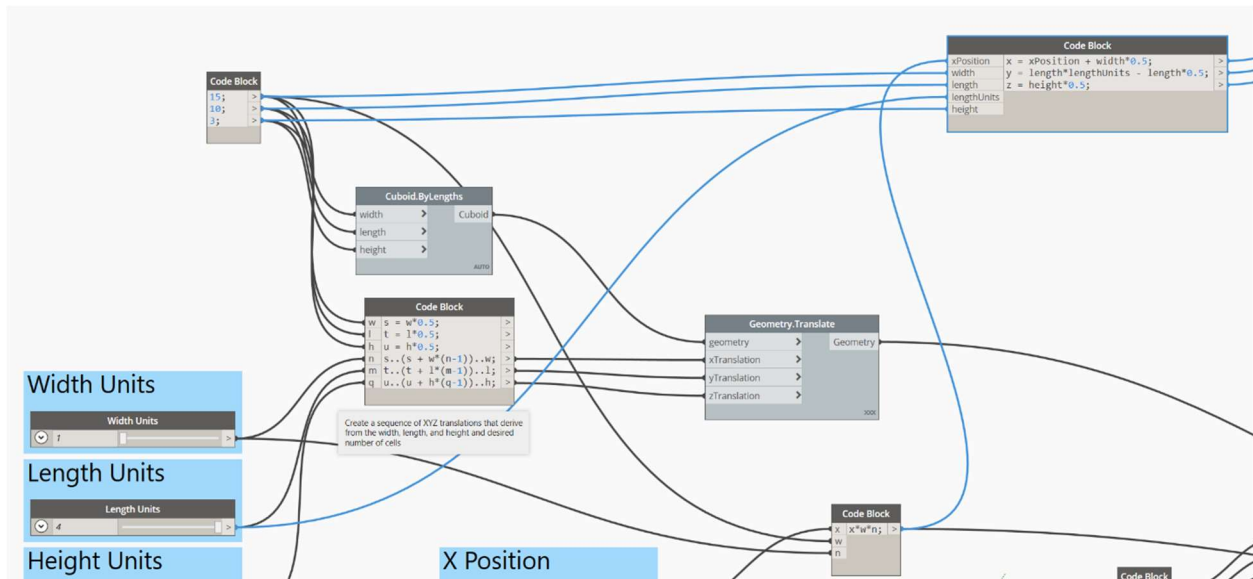 Code Block
15; >
10; >
3; >
Code Block
xPosition x = xPosition + width*0.5; >
width y = length*lengthUnits - length*0.5; >
length z = height*0.5; >
lengthUnits
height
Cuboid.ByLengths
width > Cuboid
length >
height >
AUTO
Code Block
w s = w*0.5; >
l t = l*0.5; >
h u = h*0.5; >
n s..(s + w*(n-1))..w; >
m t..(t + l*(m-1))..l; >
q u..(u + h*(q-1))..h; >
Create a sequence of XYZ translations that derive
from the width, length, and height and desired
number of cells
Geometry.Translate
geometry > Geometry
xTranslation >
yTranslation >
zTranslation >
XXX
Width Units
Width Units
1 >
Length Units
Length Units
4 >
Height Units
X Position
Code Block
x x*w*n; >
w
n
Code Block